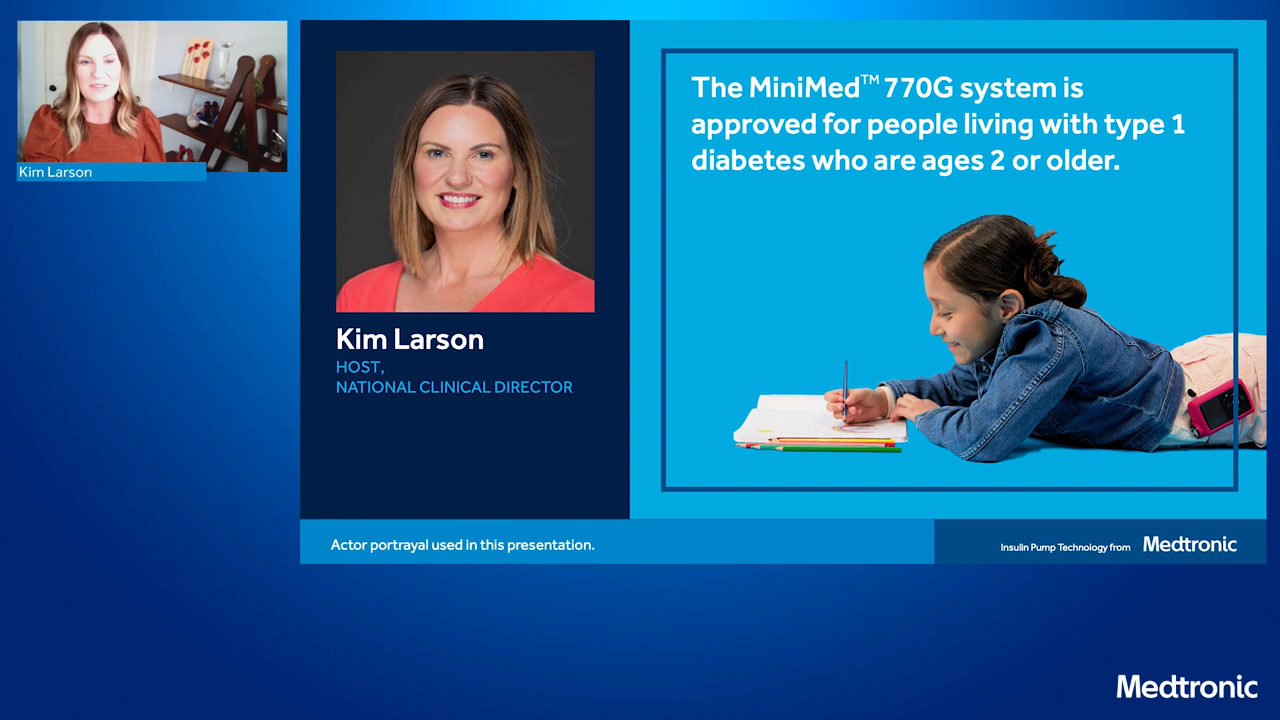 Kim Larson
Kim Larson
HOST,
NATIONAL CLINICAL DIRECTOR
The MiniMed™ 770G system is
approved for people living with type 1
diabetes who are ages 2 or older.
Actor portrayal used in this presentation.
Insulin Pump Technology from Medtronic
Medtronic